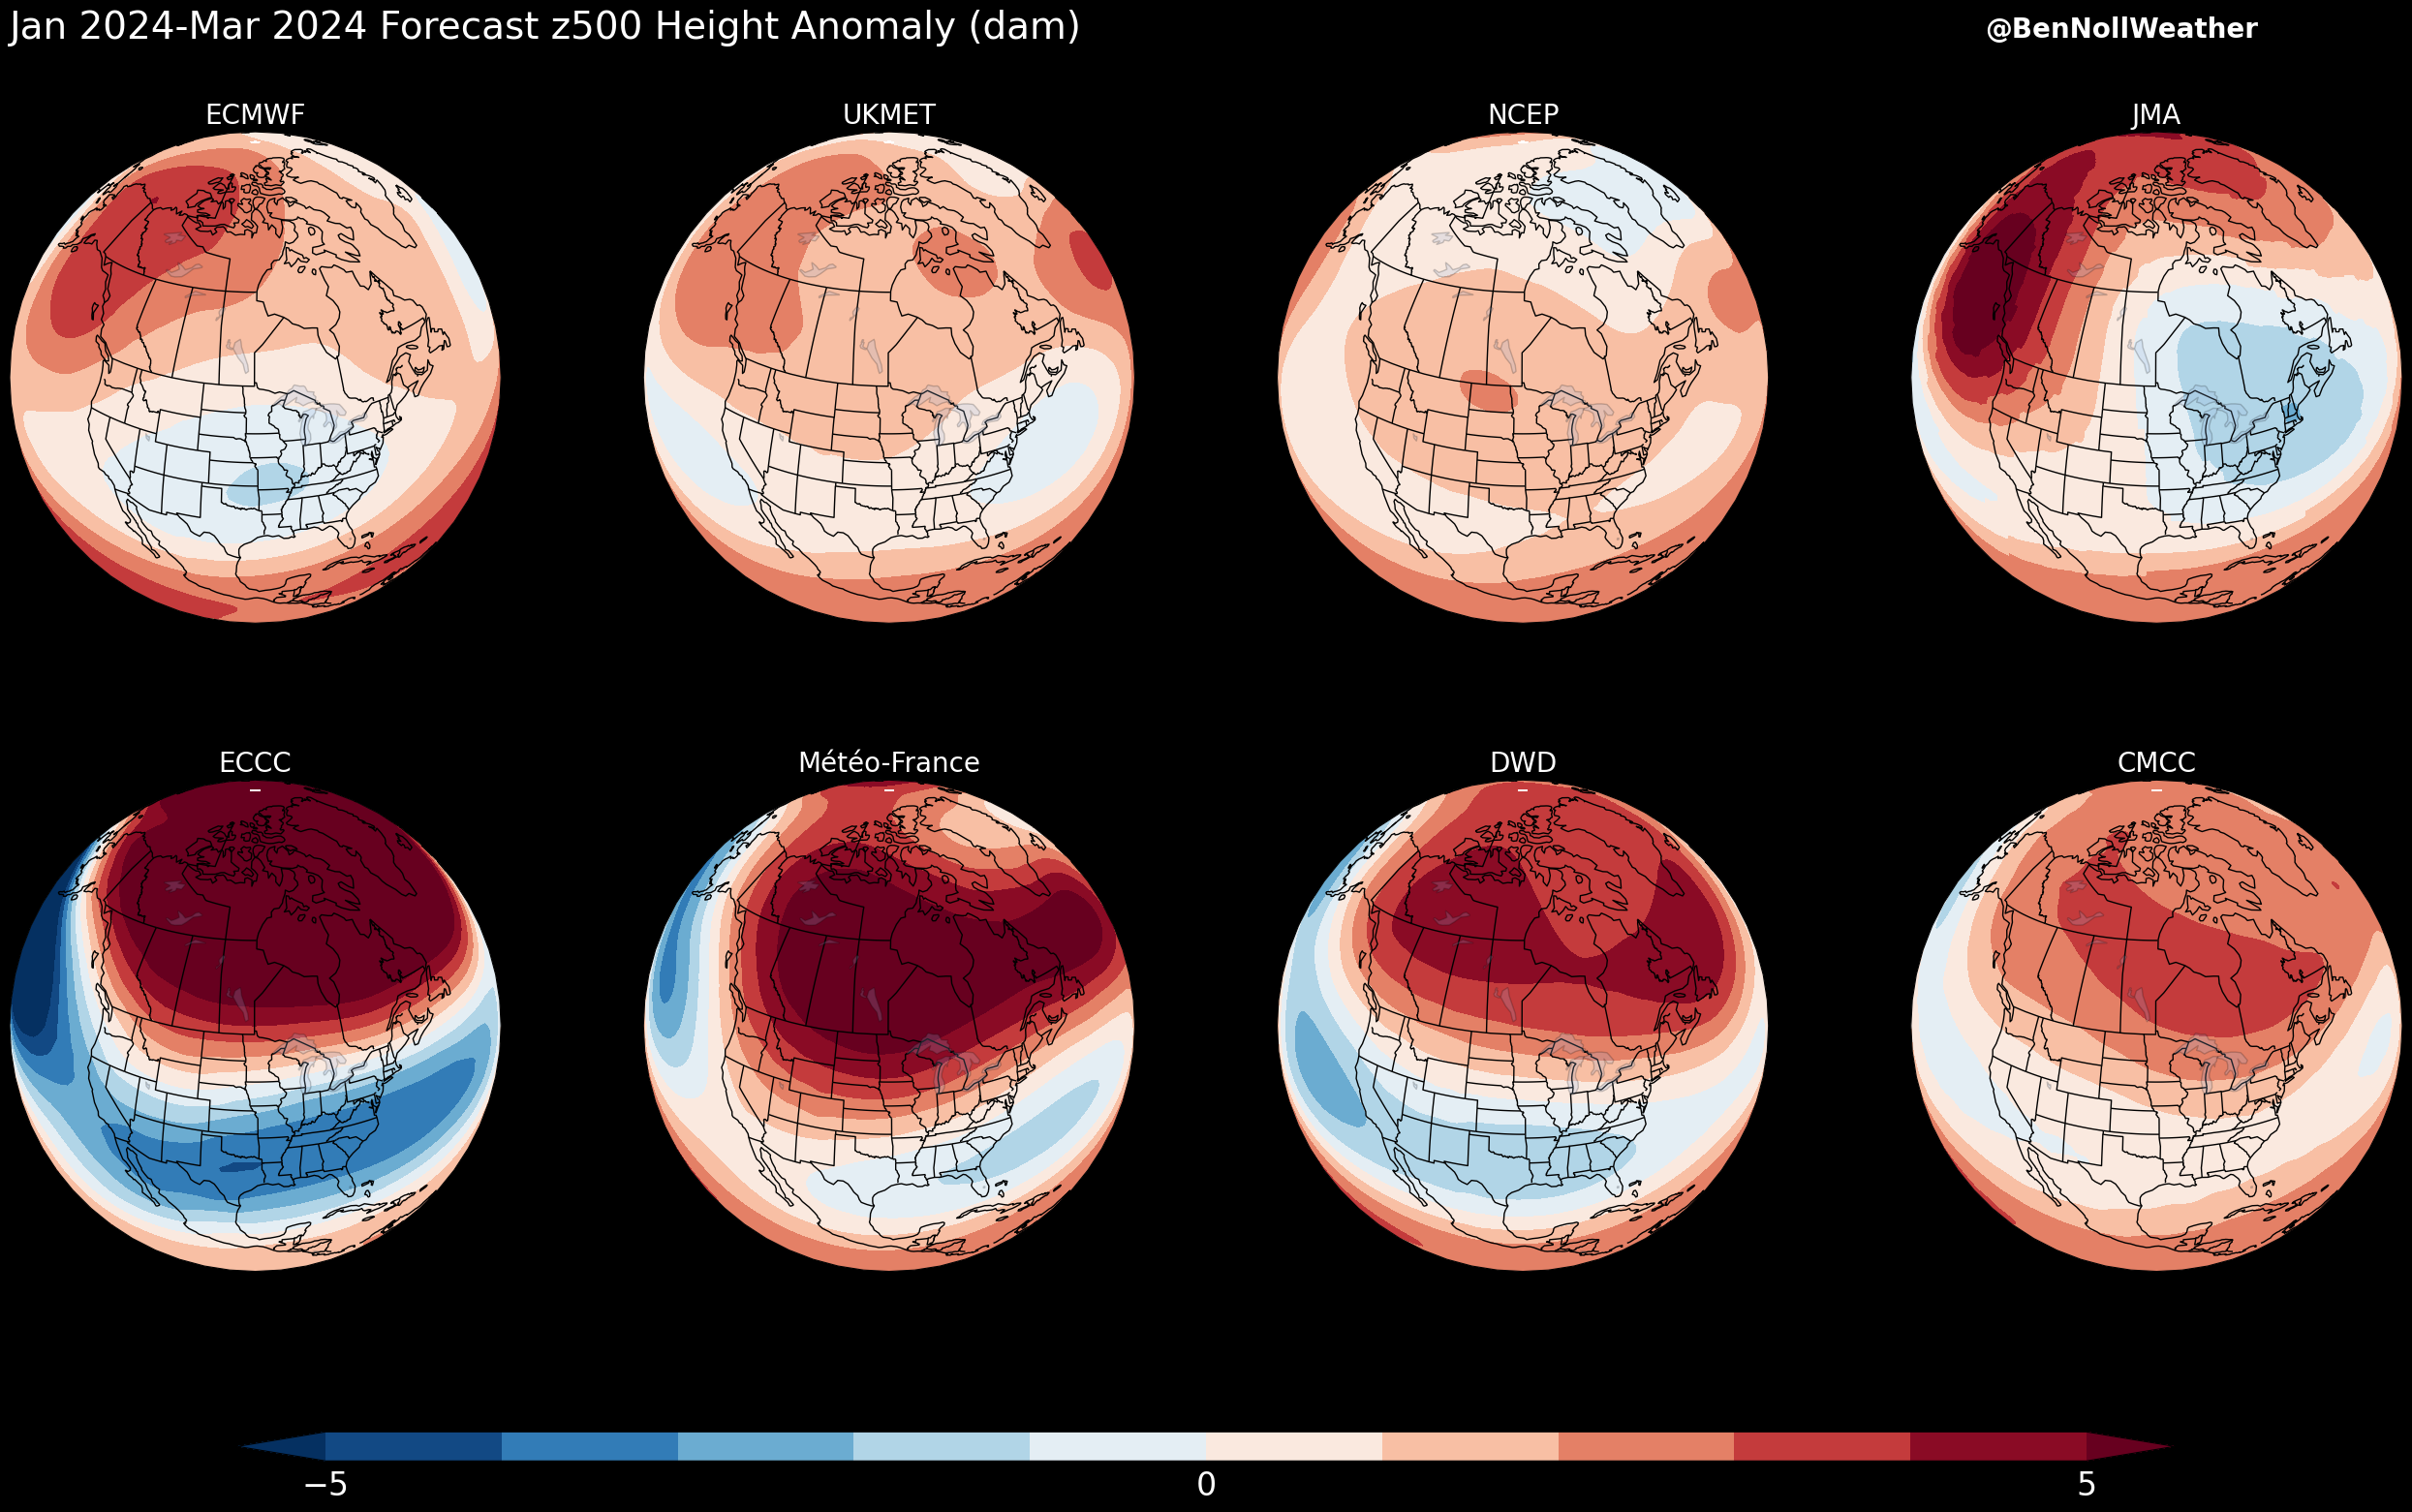 Jan 2024-Mar 2024 Forecast z500 Height Anomaly (dam)
@BenNollWeather
ECMWF
UKMET
NCEP
JMA
ECCC
Météo-France
DWD
CMCC
−5
0
5